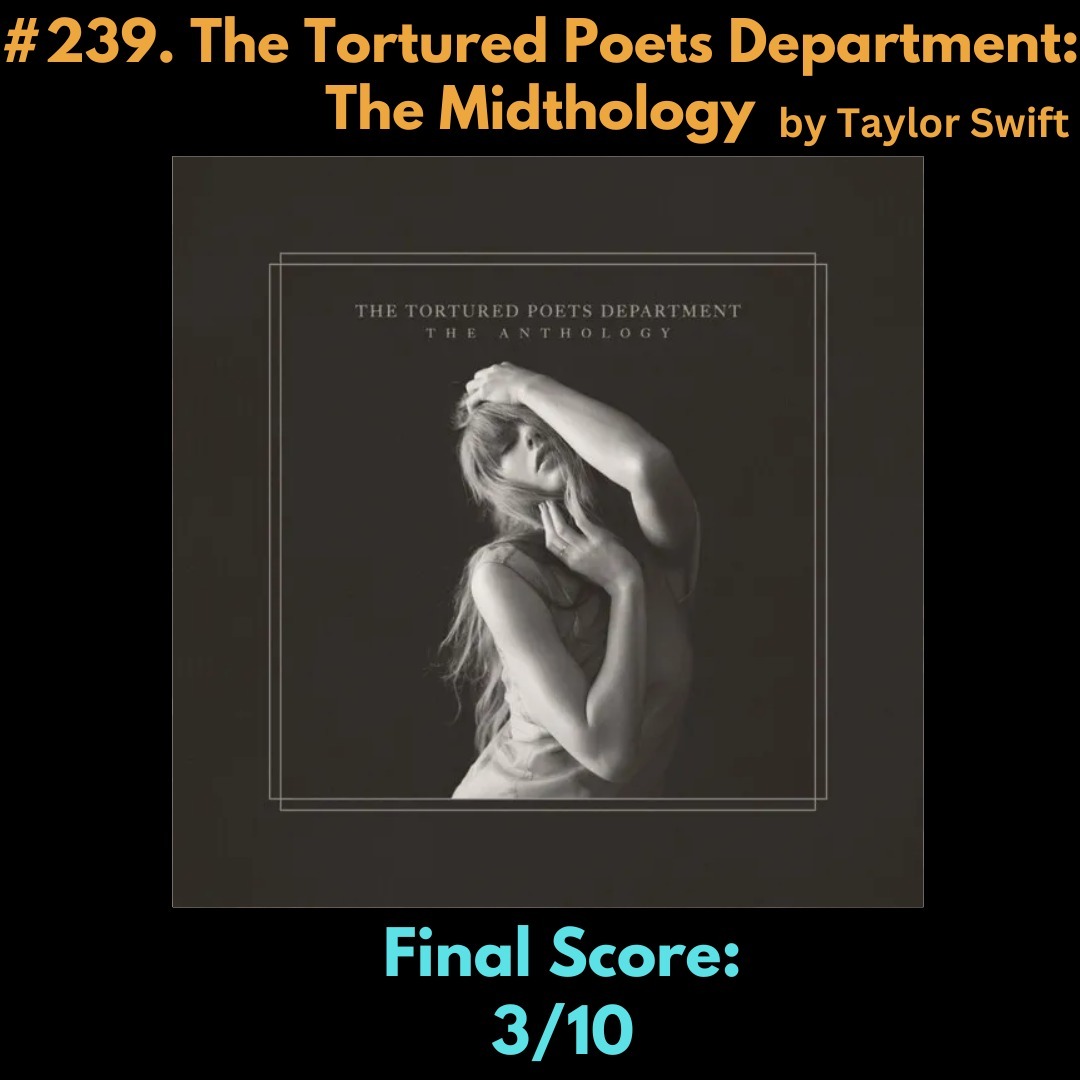 #239. The Tortured Poets Department:
The Midthology by Taylor Swift
THE TORTURED POETS DEPARTMENT
THE ANTHOLOGY
Final Score:
3/10